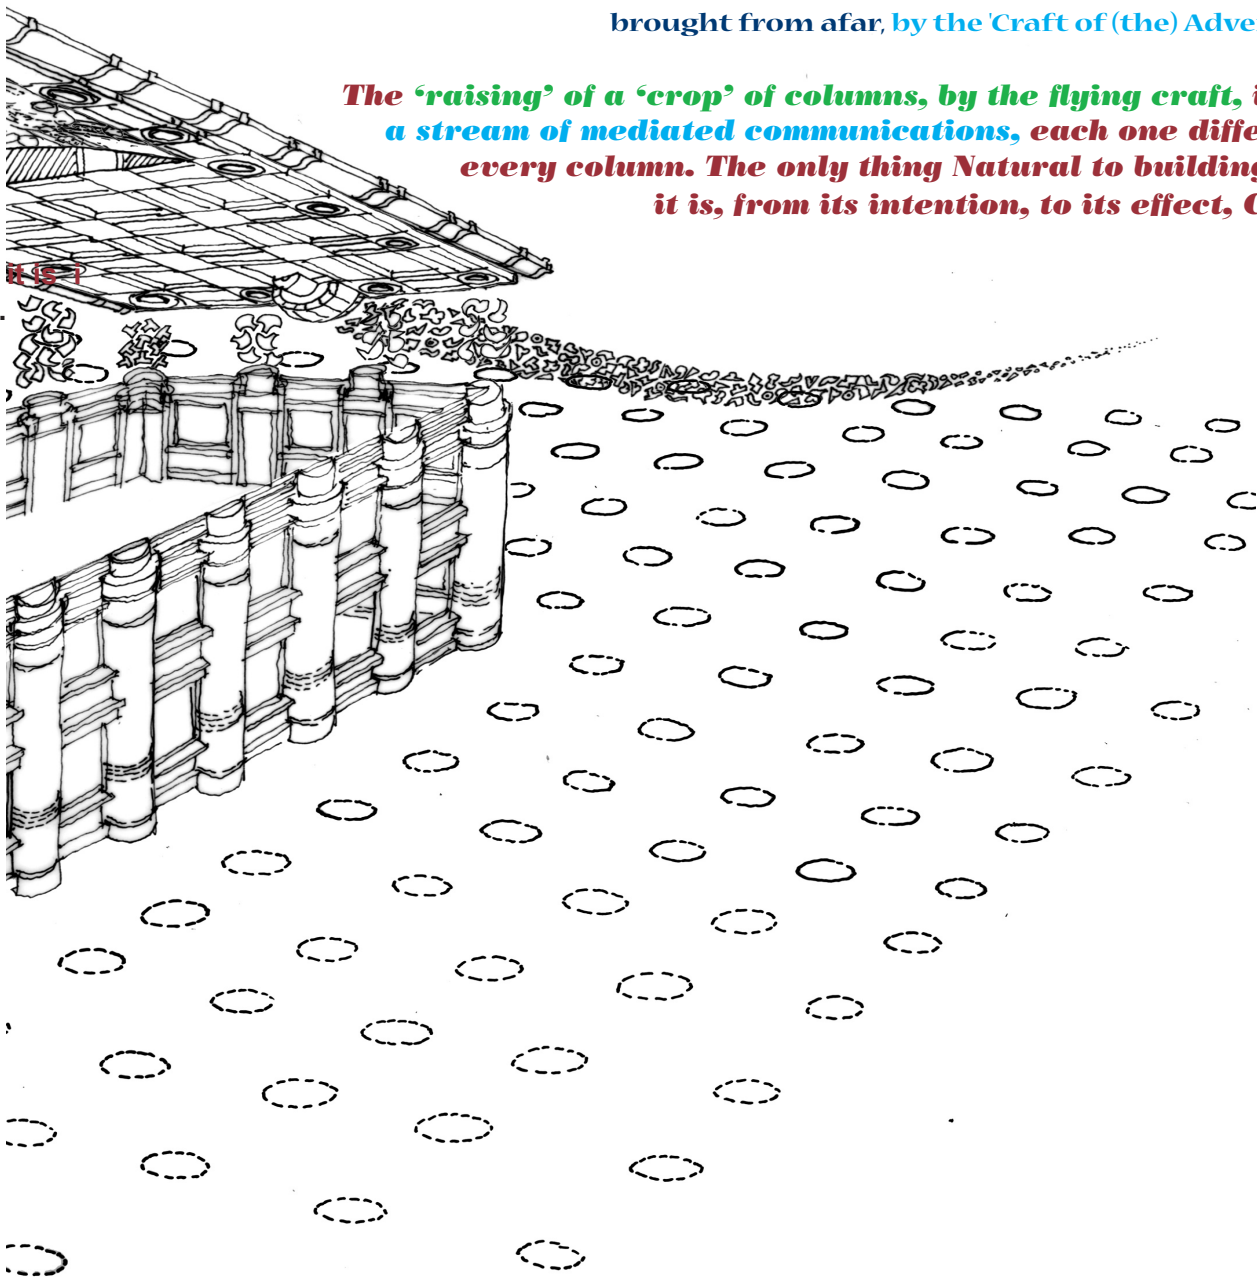 brought from afar, by the 'Craft of (the) Adve
The ‘raising’ of a ‘crop’ of columns, by the flying craft, i
a stream of mediated communications, each one diffe
every column. The only thing Natural to building
it is, from its intention, to its effect, C
it is i